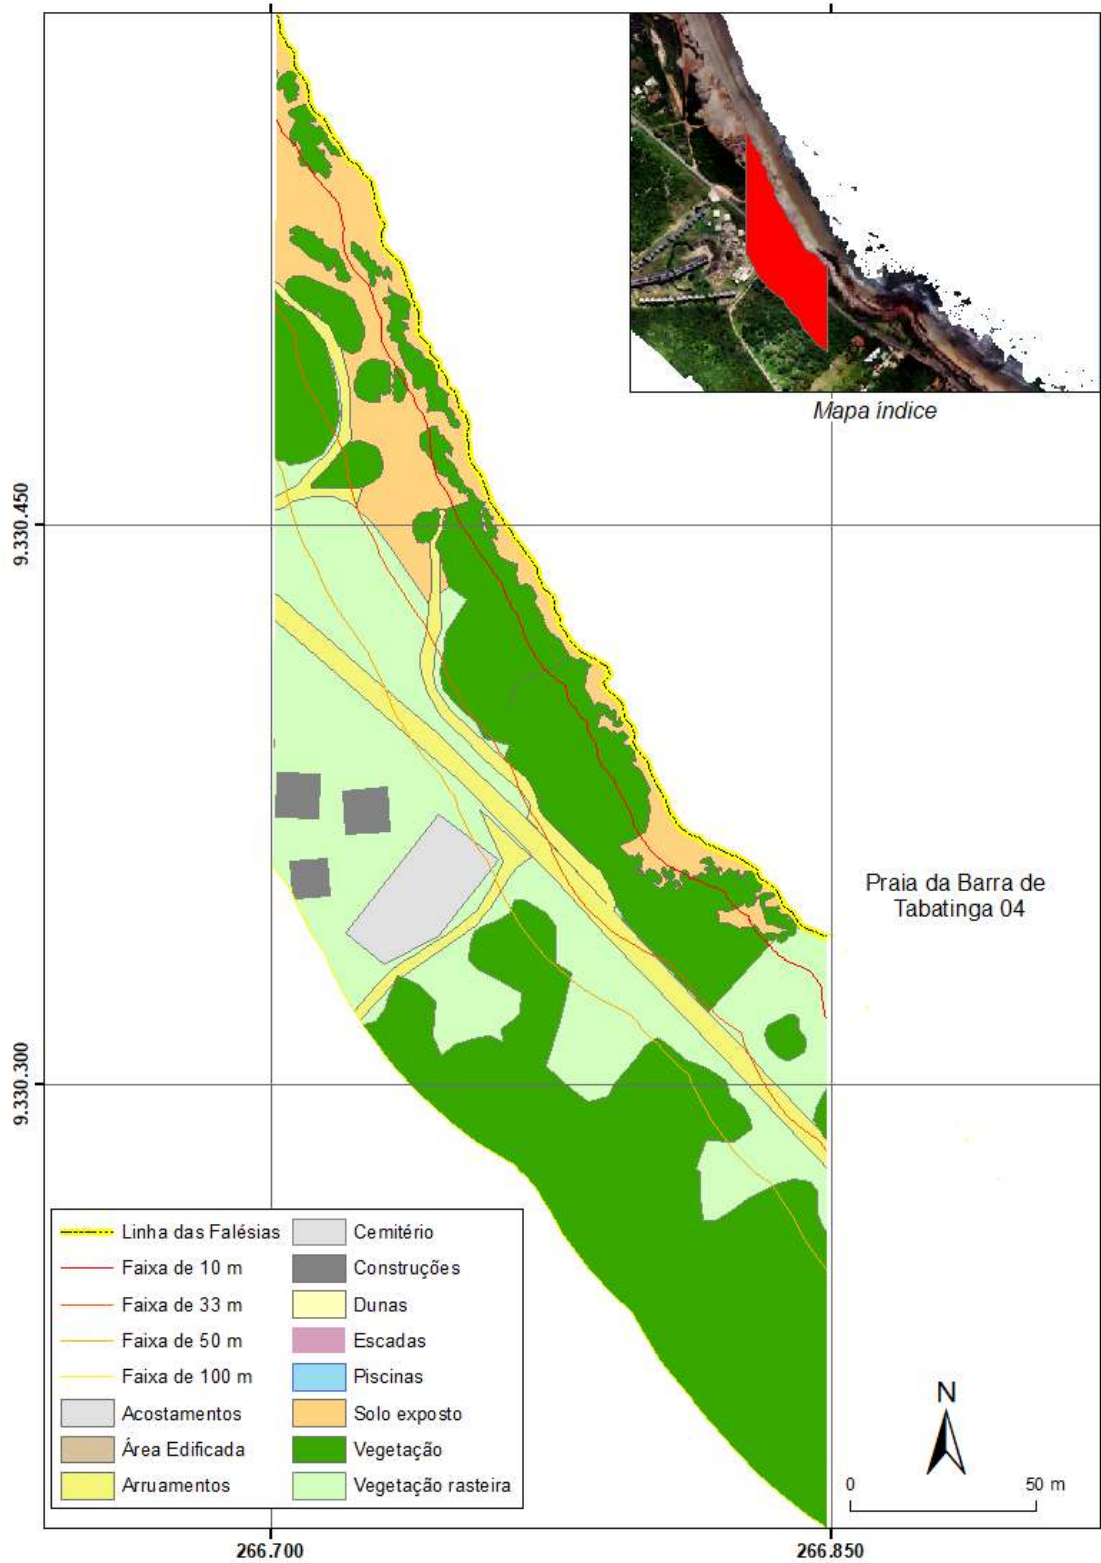 Mapa índice
9.330.450
Praia da Barra de
Tabatinga 04
9.330.300
Linha das Falésias
Faixa de 10 m
Faixa de 33 m
Faixa de 50 m
Faixa de 100 m
Acostamentos
Área Edificada
Arruamentos
Cemitério
Construções
Dunas
Escadas
Piscinas
Solo exposto
Vegetação
Vegetação rasteira
N
0 50 m
266.700 266.850